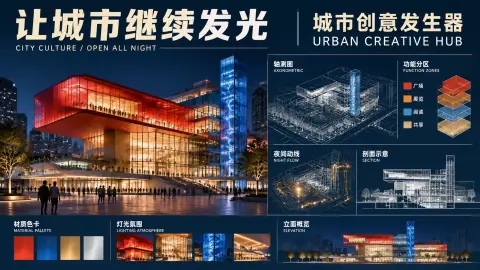 让城市继续发光
CITY CULTURE / OPEN ALL NIGHT
城市创意发生器
URBAN CREATIVE HUB
轴测图
AXONOMETRIC
功能分区
FUNCTION ZONES
广场
展览
阅读
共享
夜间动线
NIGHT FLOW
剖面示意
SECTION
材质色卡
MATERIAL PALETTE
灯光氛围
LIGHTING ATMOSPHERE
立面概览
ELEVATION